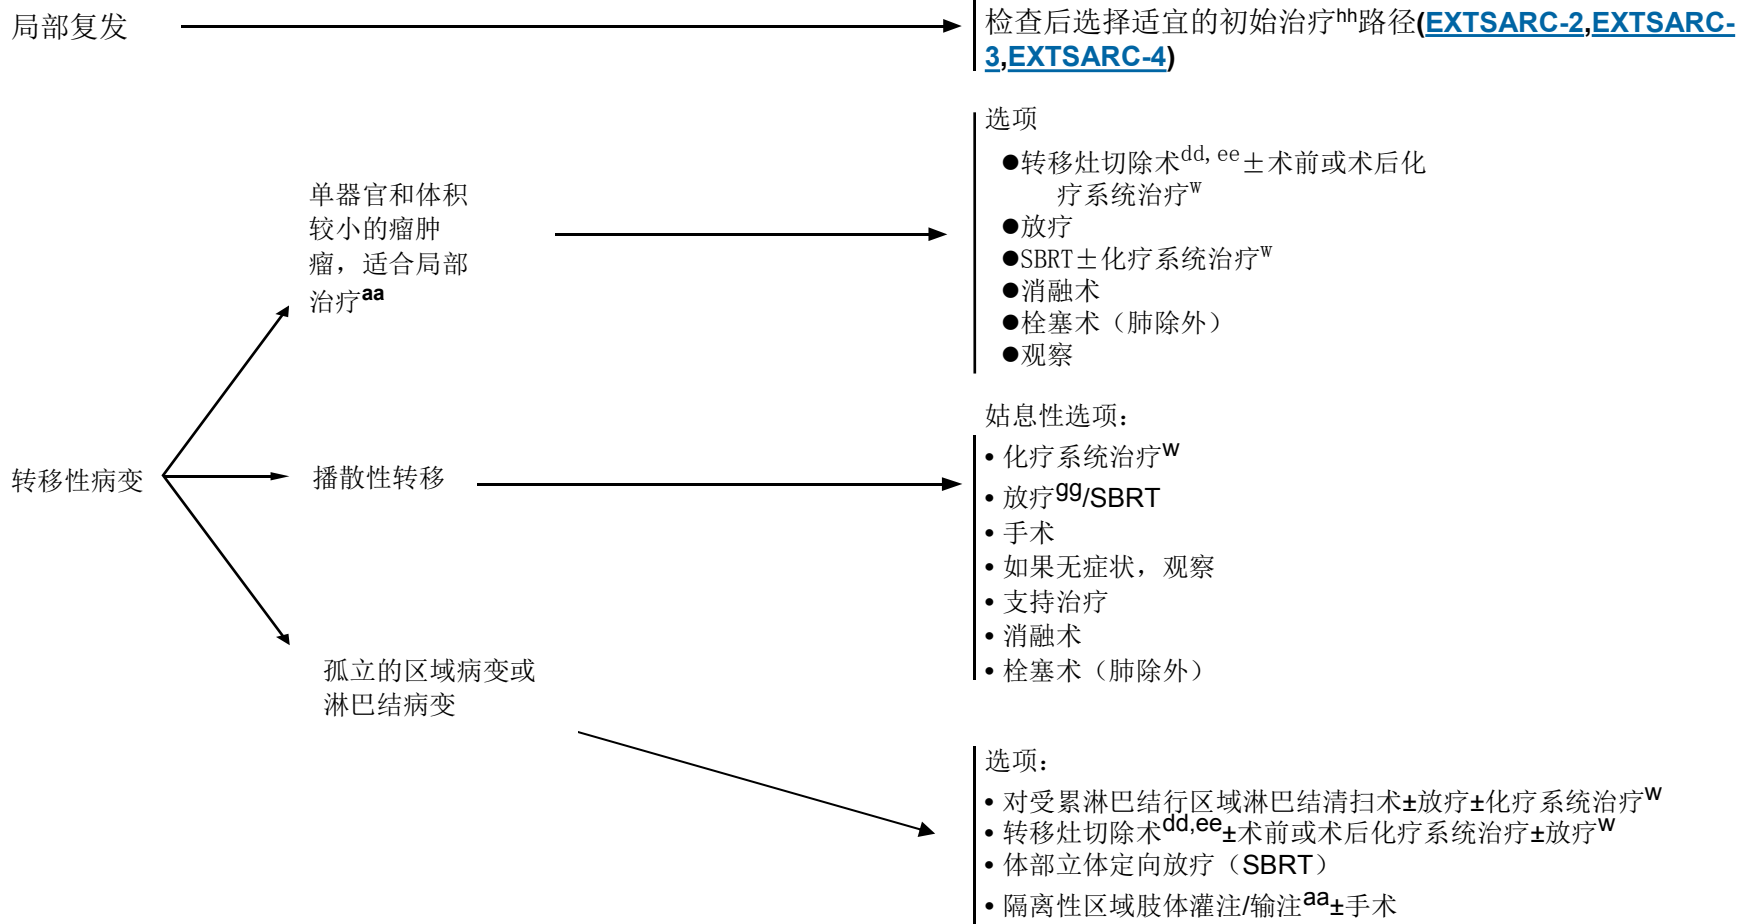 局部复发
检查后选择适宜的初始治疗hh路径(EXTSARC-2,EXTSARC-
3,EXTSARC-4)
选项
●转移灶切除术dd, ee±术前或术后化
疗系统治疗w
●放疗
●SBRT±化疗系统治疗w
●消融术
●栓塞术（肺除外）
●观察
单器官和体积
较小的瘤肿
瘤，适合局部
治疗aa
姑息性选项：
• 化疗系统治疗w
• 放疗gg/SBRT
• 手术
• 如果无症状，观察
• 支持治疗
• 消融术
• 栓塞术（肺除外）
转移性病变
播散性转移
孤立的区域病变或
淋巴结病变
选项：
• 对受累淋巴结行区域淋巴结清扫术±放疗±化疗系统治疗w
• 转移灶切除术dd,ee±术前或术后化疗系统治疗±放疗w
• 体部立体定向放疗（SBRT）
• 隔离性区域肢体灌注/输注aa±手术